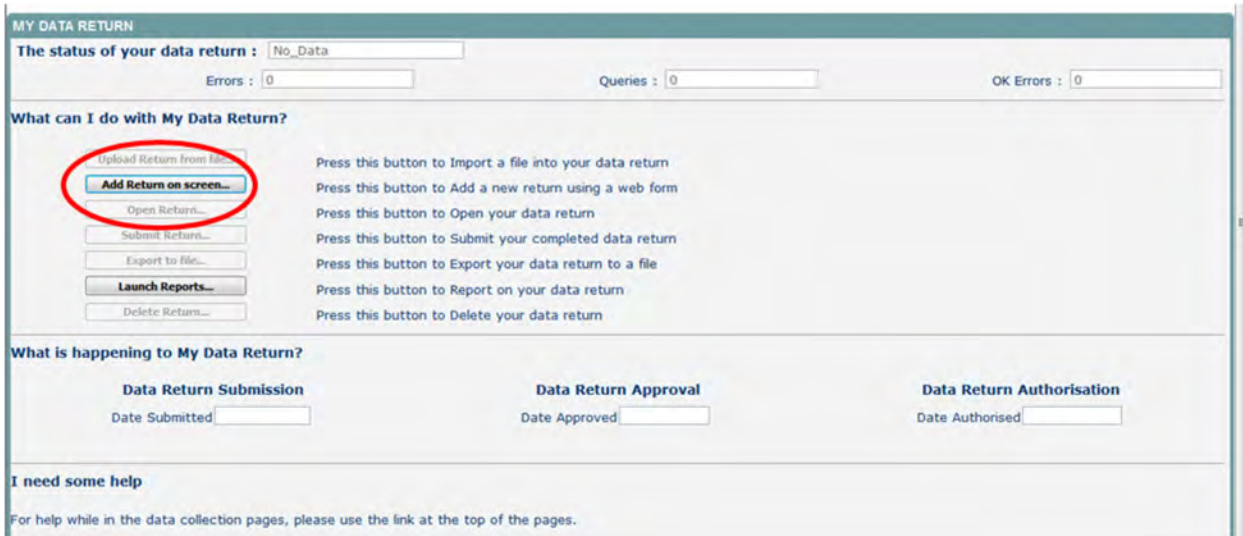 MY DATA RETURN
The status of your data return : No_Data
Errors : 0 Queries : 0 OK Errors : 0
What can I do with My Data Return?
Upload Return from file... Press this button to Import a file into your data return
Add Return on screen... Press this button to Add a new return using a web form
Open Return... Press this button to Open your data return
Submit Return... Press this button to Submit your completed data return
Export to file... Press this button to Export your data return to a file
Launch Reports... Press this button to Report on your data return
Delete Return... Press this button to Delete your data return
What is happening to My Data Return?
Data Return Submission Data Return Approval Data Return Authorisation
Date Submitted Date Approved Date Authorised
I need some help
For help while in the data collection pages, please use the link at the top of the pages.